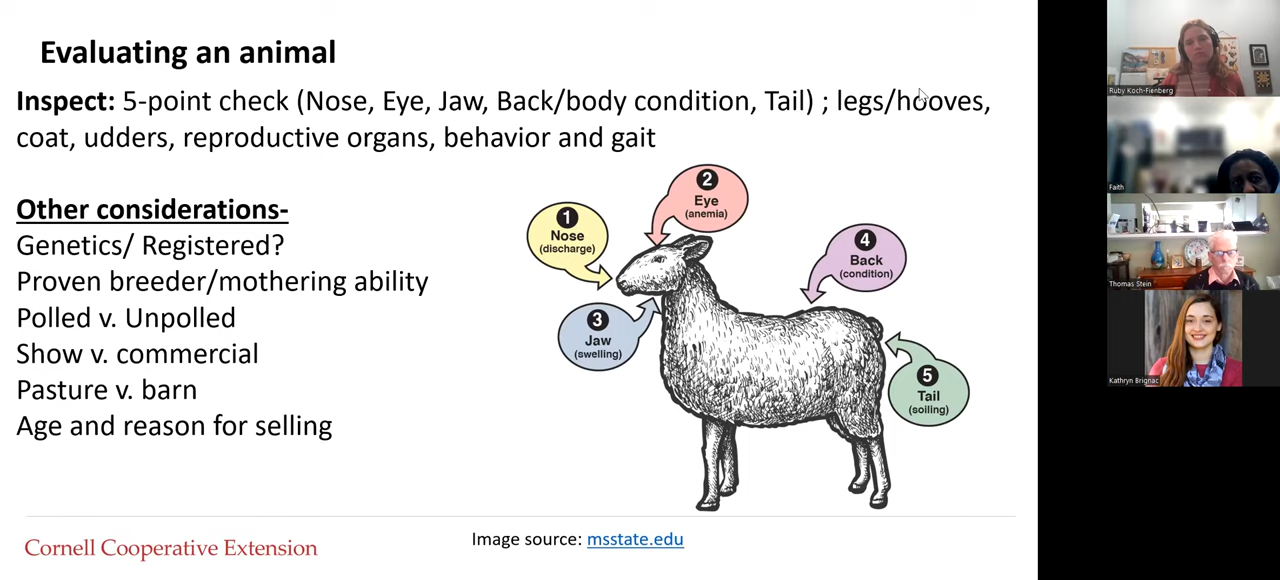 Evaluating an animal
Inspect: 5-point check (Nose, Eye, Jaw, Back/body condition, Tail) ; legs/hooves,
coat, udders, reproductive organs, behavior and gait
Other considerations-
Genetics/ Registered?
Proven breeder/mothering ability
Polled v. Unpolled
Show v. commercial
Pasture v. barn
Age and reason for selling
1
Nose
(discharge)
2
Eye
(anemia)
3
Jaw
(swelling)
4
Back
(condition)
5
Tail
(soiling)
Cornell Cooperative Extension
Image source: msstate.edu
Ruby Koch-Fienberg
Faith
Thomas Stein
Kathryn Brignac